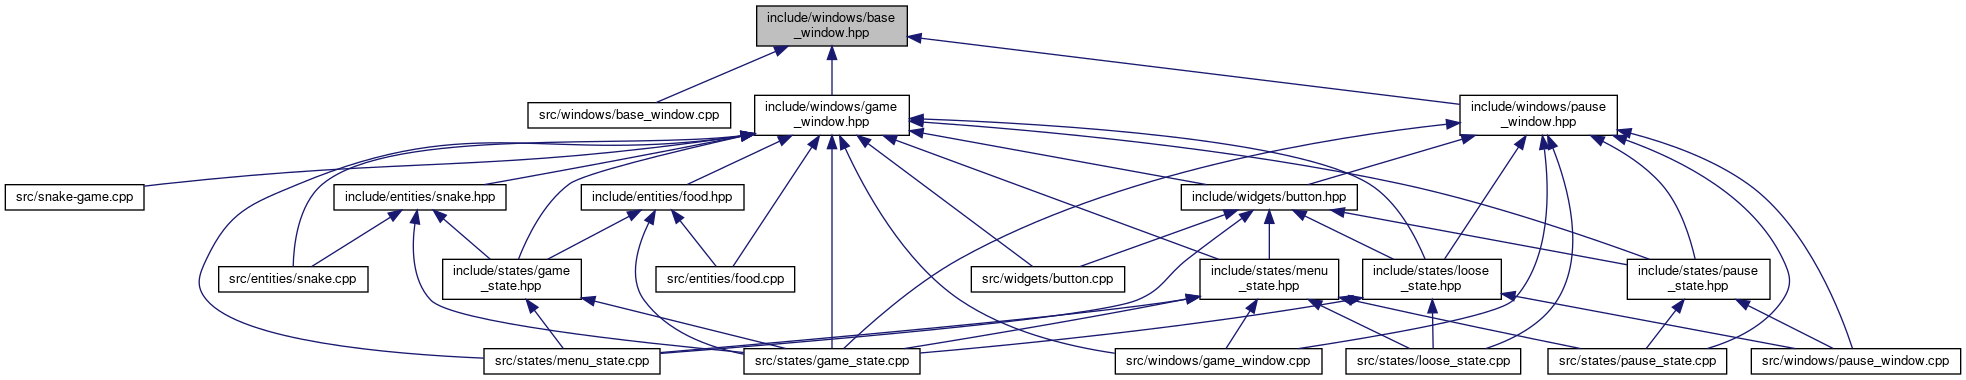 include/windows/base
_window.hpp
src/windows/base_window.cpp
include/windows/game
_window.hpp
include/windows/pause
_window.hpp
src/snake-game.cpp
include/entities/snake.hpp
include/entities/food.hpp
include/widgets/button.hpp
src/entities/snake.cpp
include/states/game
_state.hpp
src/entities/food.cpp
src/widgets/button.cpp
include/states/menu
_state.hpp
include/states/loose
_state.hpp
include/states/pause
_state.hpp
src/states/menu_state.cpp
src/states/game_state.cpp
src/windows/game_window.cpp
src/states/loose_state.cpp
src/states/pause_state.cpp
src/windows/pause_window.cpp